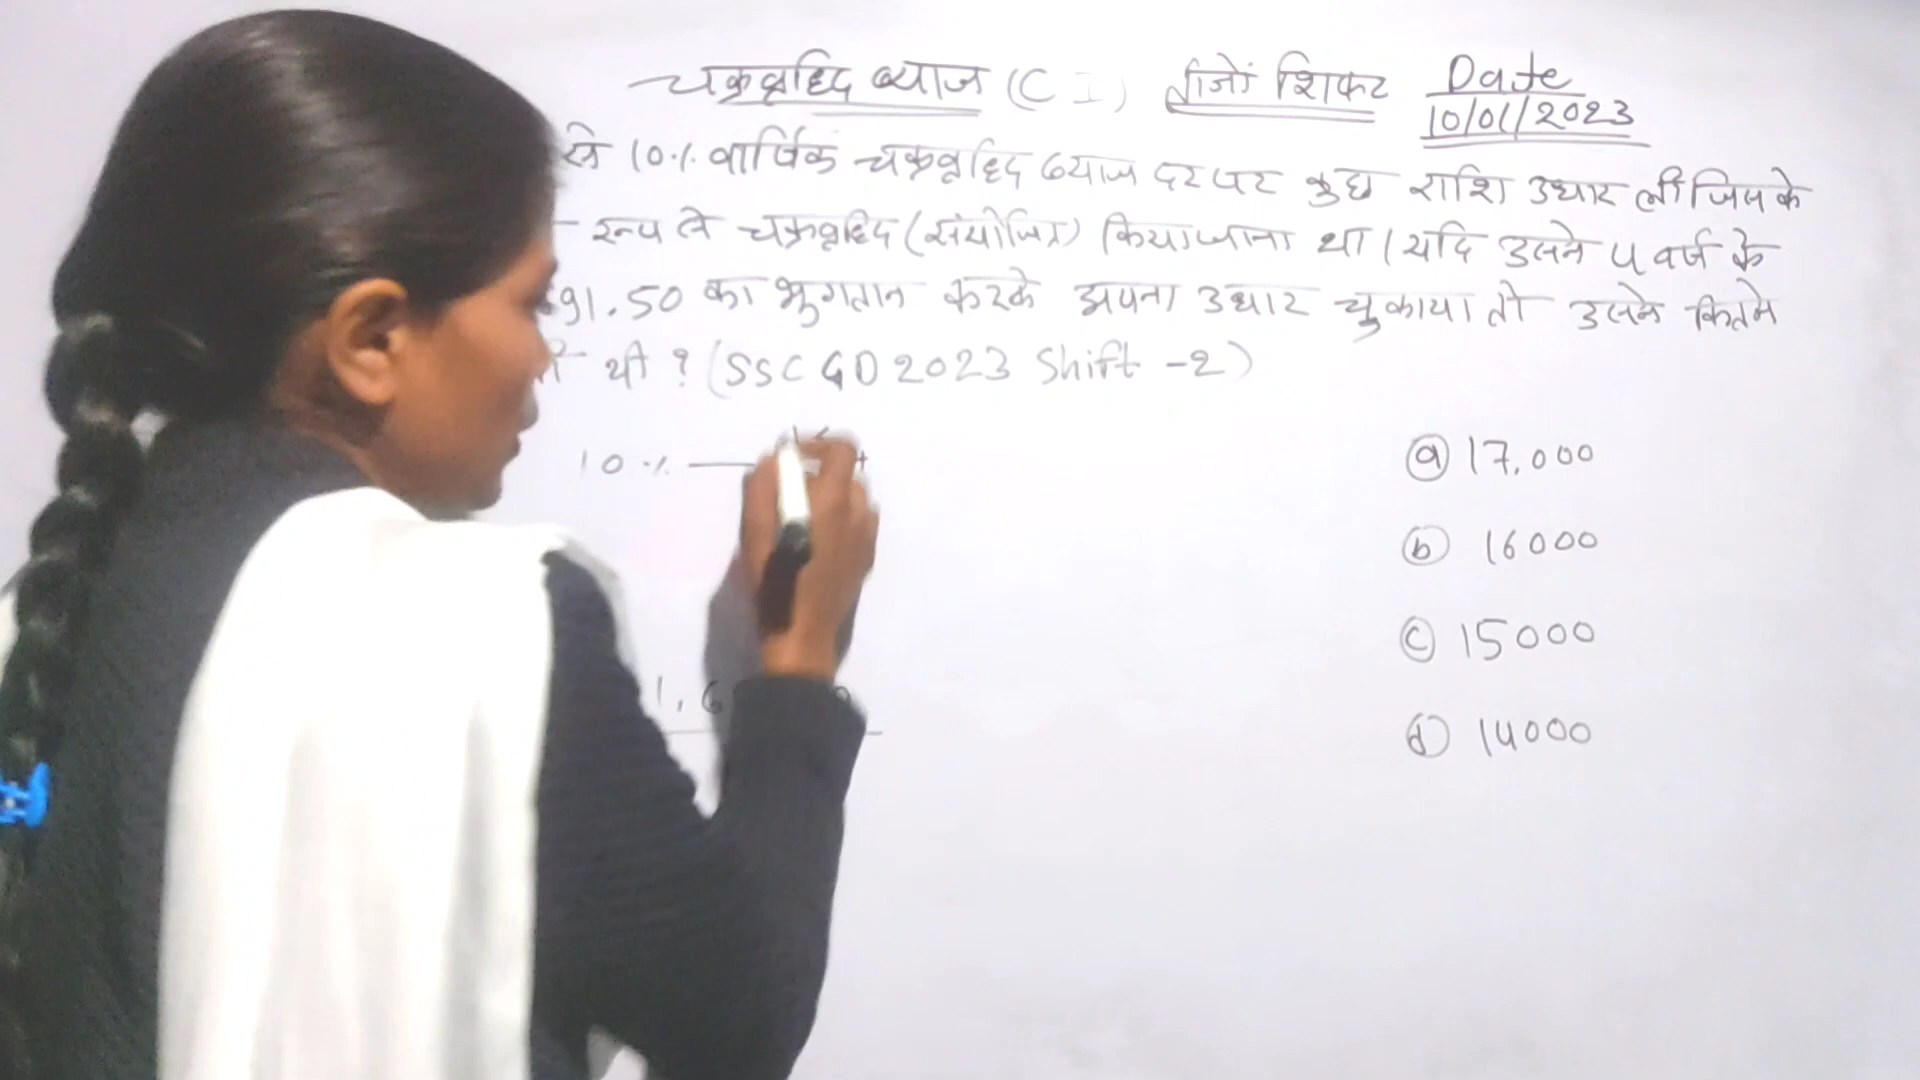 चक्रवृद्धि ब्याज (C I) तीनों शिफ्ट Date
10/01/2023
से 10% वार्षिक चक्रवृद्धि ब्याज दर पर कुछ राशि उधार ली जिसके
रूप से चक्रवृद्धि (संयोजित) किया जाना था। यदि उसने 4 वर्ष के
91.50 का भुगतान करके अपना उधार चुकाया तो उसने कितने
थी ? (SSC GD 2023 Shift -2)
10%
1.6
(a) 17,000
(b) 16000
(c) 15000
(d) 14000